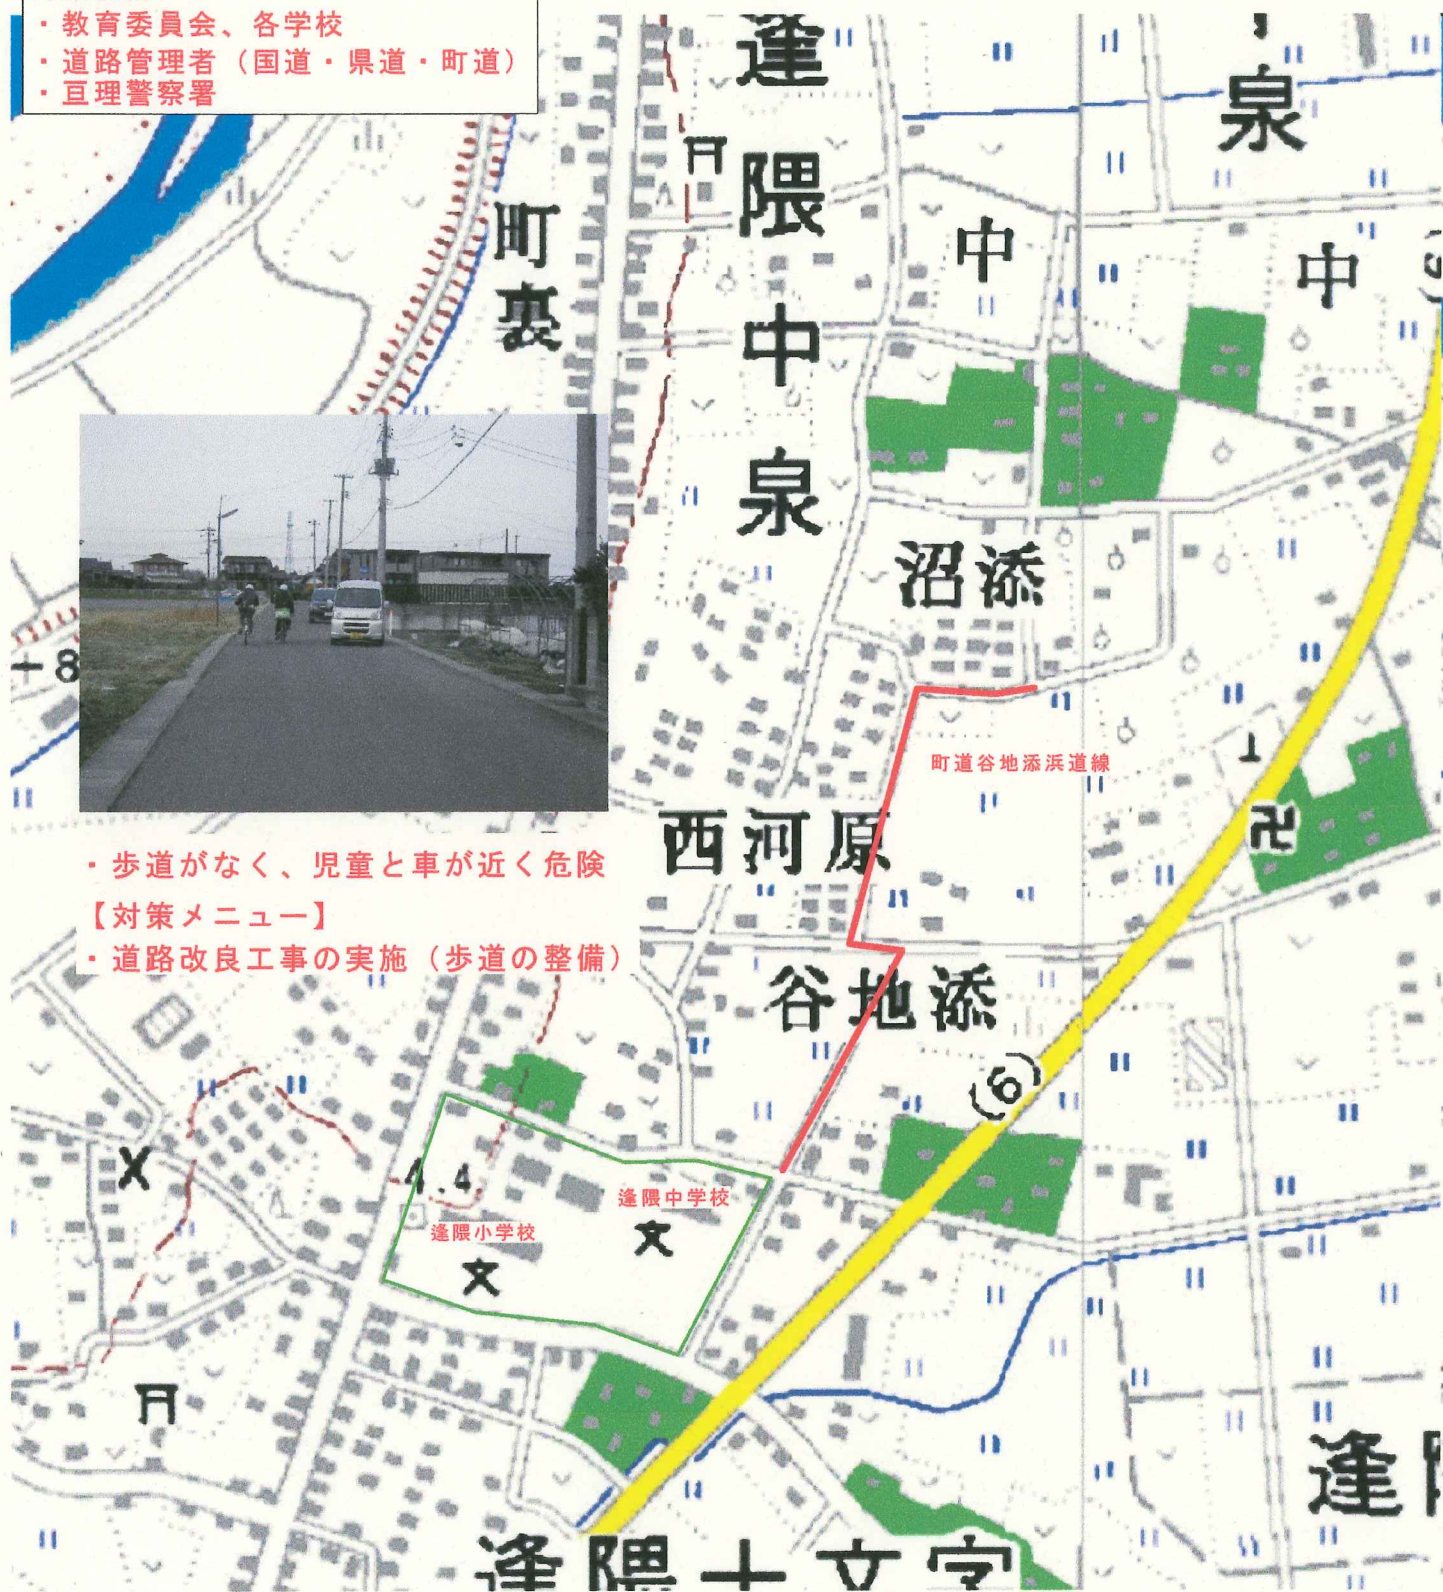 ・教育委員会、各学校
・道路管理者（国道・県道・町道）
・亘理警察署
逢隈中泉
泉
町裏
中
中
沼添
+8
町道谷地添浜道線
西河原
・歩道がなく、児童と車が近く危険
【対策メニュー】
・道路改良工事の実施（歩道の整備）
谷地添
(6)
4.4
逢隈中学校
逢隈小学校
逢隈十文字
逢